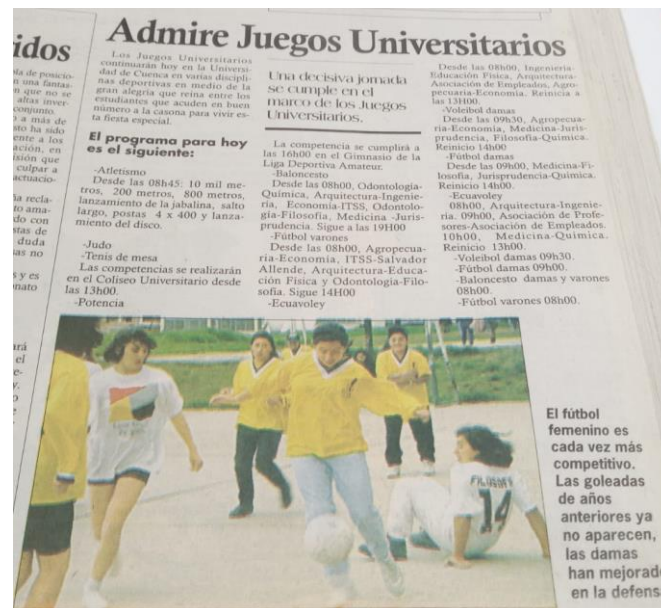 Admire Juegos Universitarios
idos
Los Juegos Universitarios
continuarán hoy en la Universi-
dad de Cuenca en varias discipli-
nas deportivas en medio de la
gran alegría que reina entre los
estudiantes que acuden en buen
número a la casona para vivir es-
ta fiesta especial.
El programa para hoy
es el siguiente:
-Atletismo
Desde las 08h45: 10 mil me-
tros, 200 metros, 800 metros,
lanzamiento de la jabalina, salto
largo, postas 4 x 400 y lanza-
miento del disco.
-Judo
-Tenis de mesa
Las competencias se realizarán
en el Coliseo Universitario desde
las 13h00.
-Potencia
Una decisiva jornada
se cumple en el
marco de los Juegos
Universitarios.
La competencia se cumplirá a
las 16h00 en el Gimnasio de la
Liga Deportiva Amateur.
-Baloncesto
Desde las 08h00, Odontología-
Química, Arquitectura-Ingenie-
ría, Economía-ITSS, Odontolo-
gía-Filosofía, Medicina -Juris-
prudencia. Sigue a las 19H00
-Fútbol varones
Desde las 08h00, Agropecua-
ria-Economía, ITSS-Salvador
Allende, Arquitectura-Educa-
ción Física y Odontología-Filo-
sofía. Sigue 14H00
-Ecuavoley
Desde las 08h00, Ingeniería-
Educación Física, Arquitectura-
Asociación de Empleados, Agro-
pecuaria-Economía. Reinicia a
las 13H00.
-Voleibol damas
Desde las 09h30, Agropecua-
ria-Economía, Medicina-Juris-
prudencia, Filosofía-Química.
Reinicio 14h00
-Fútbol damas
Desde las 09h00, Medicina-Fi-
losofía, Jurisprudencia-Química.
Reinicio 14h00.
-Ecuavoley
08h00, Arquitectura-Ingenie-
ría. 09h00, Asociación de Profe-
sores-Asociación de Empleados.
10h00, Medicina-Química.
Reinicio 13h00.
-Voleibol damas 09h30.
-Fútbol damas 09h00.
-Baloncesto damas y varones
08h00.
-Fútbol varones 08h00.
14
El fútbol
femenino es
cada vez más
competitivo.
Las goleadas
de años
anteriores ya
no aparecen,
las damas
han mejorado
en la defens